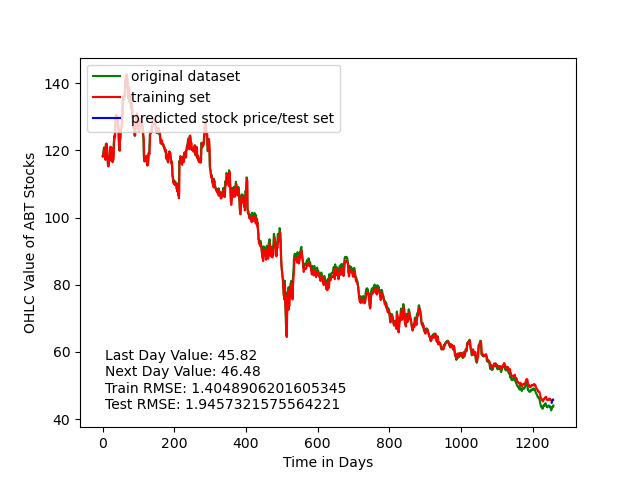 original dataset
training set
predicted stock price/test set
140
120
100
80
60
40
OHLC Value of ABT Stocks
Last Day Value: 45.82
Next Day Value: 46.48
Train RMSE: 1.4048906201605345
Test RMSE: 1.9457321575564221
0 200 400 600 800 1000 1200
Time in Days